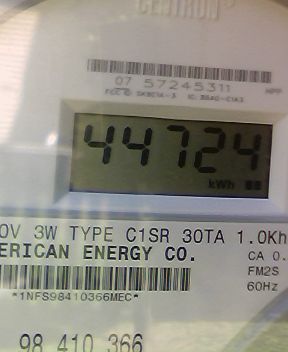 CENTRON
07 57245311
HPP
44724
kWh
0V 3W TYPE C1SR 30TA 1.0Kh
ERICAN ENERGY CO.
CA 0.
FM2S
*1NFS98410366MEC*
60Hz
98 410 366